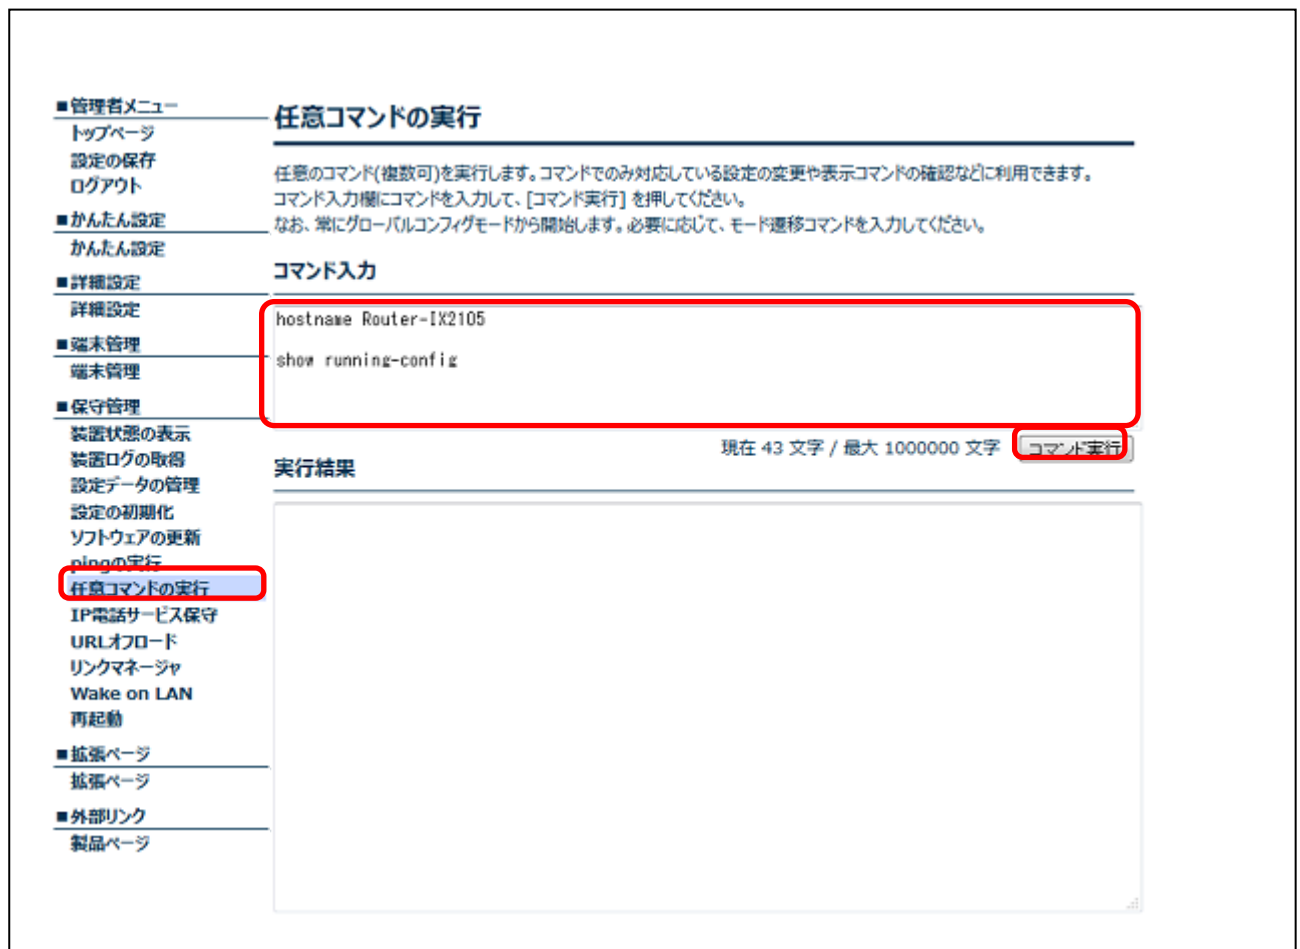 ■管理者メニュー
トップページ
設定の保存
ログアウト
■かんたん設定
かんたん設定
■詳細設定
詳細設定
■端末管理
端末管理
■保守管理
装置状態の表示
装置ログの取得
設定データの管理
設定の初期化
ソフトウェアの更新
pingの実行
任意コマンドの実行
IP電話サービス保守
URLオフロード
リンクマネージャ
Wake on LAN
再起動
■拡張ページ
拡張ページ
■外部リンク
製品ページ
任意コマンドの実行
任意のコマンド(複数可)を実行します。コマンドでのみ対応している設定の変更や表示コマンドの確認などに利用できます。
コマンド入力欄にコマンドを入力して、[コマンド実行] を押してください。
なお、常にグローバルコンフィグモードから開始します。必要に応じて、モード遷移コマンドを入力してください。
コマンド入力
hostname Router-IX2105
show running-config
現在 43 文字 / 最大 1000000 文字
コマンド実行
実行結果